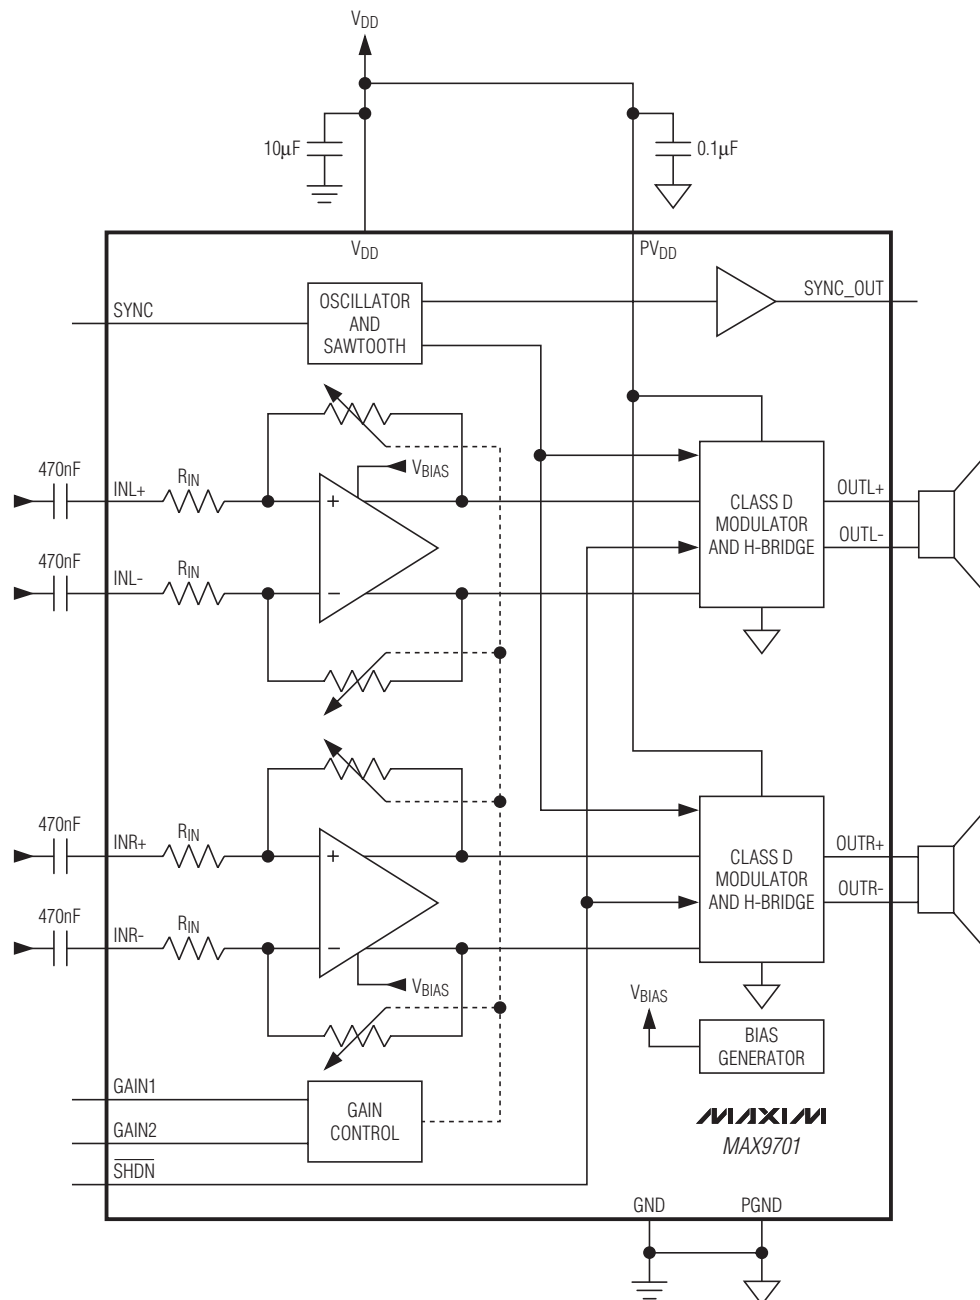 VDD
10µF
0.1µF
VDD
PVDD
SYNC
OSCILLATOR
AND
SAWTOOTH
SYNC_OUT
VBIAS
470nF
INL+
RIN
+
CLASS D
MODULATOR
AND H-BRIDGE
OUTL+
OUTL-
470nF
INL-
RIN
−
470nF
INR+
RIN
+
CLASS D
MODULATOR
AND H-BRIDGE
OUTR+
OUTR-
470nF
INR-
RIN
−
VBIAS
VBIAS
BIAS
GENERATOR
GAIN1
GAIN2
GAIN
CONTROL
SHDN
MAXIM
MAX9701
GND
PGND